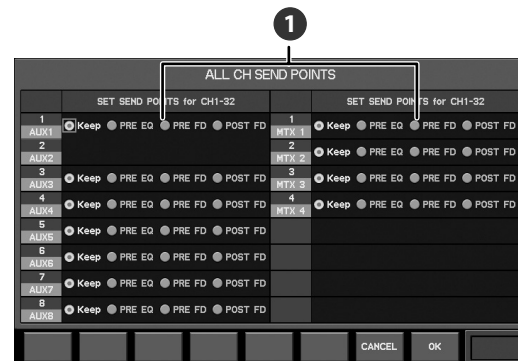 1
ALL CH SEND POINTS
SET SEND POINTS for CH1-32
SET SEND POINTS for CH1-32
1
AUX1
Keep PRE EQ PRE FD POST FD
1
MTX 1
Keep PRE EQ PRE FD POST FD
2
AUX2
2
MTX 2
Keep PRE EQ PRE FD POST FD
3
AUX3
Keep PRE EQ PRE FD POST FD
3
MTX 3
Keep PRE EQ PRE FD POST FD
4
AUX4
Keep PRE EQ PRE FD POST FD
4
MTX 4
Keep PRE EQ PRE FD POST FD
5
AUX5
Keep PRE EQ PRE FD POST FD
6
AUX6
Keep PRE EQ PRE FD POST FD
7
AUX7
Keep PRE EQ PRE FD POST FD
8
AUX8
Keep PRE EQ PRE FD POST FD
CANCEL
OK